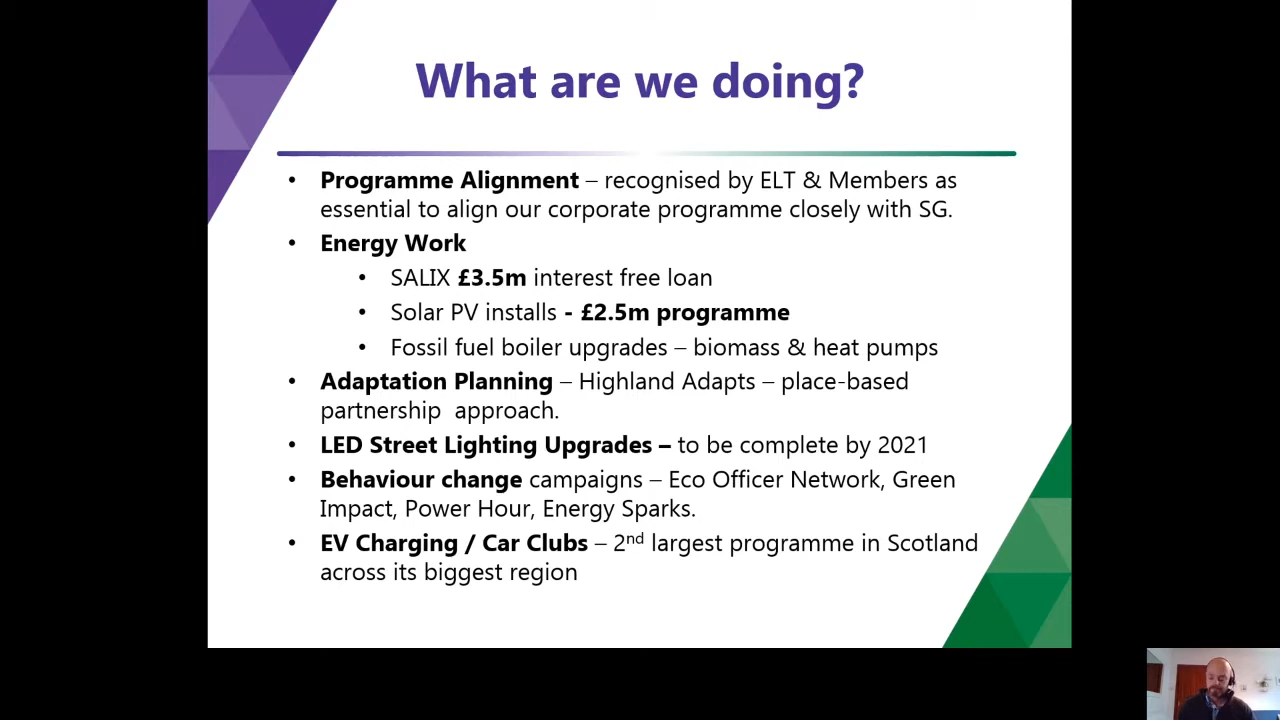 What are we doing?
• Programme Alignment – recognised by ELT & Members as
essential to align our corporate programme closely with SG.
• Energy Work
• SALIX £3.5m interest free loan
• Solar PV installs - £2.5m programme
• Fossil fuel boiler upgrades – biomass & heat pumps
• Adaptation Planning – Highland Adapts – place-based
partnership  approach.
• LED Street Lighting Upgrades – to be complete by 2021
• Behaviour change campaigns – Eco Officer Network, Green
Impact, Power Hour, Energy Sparks.
• EV Charging / Car Clubs – 2nd largest programme in Scotland
across its biggest region